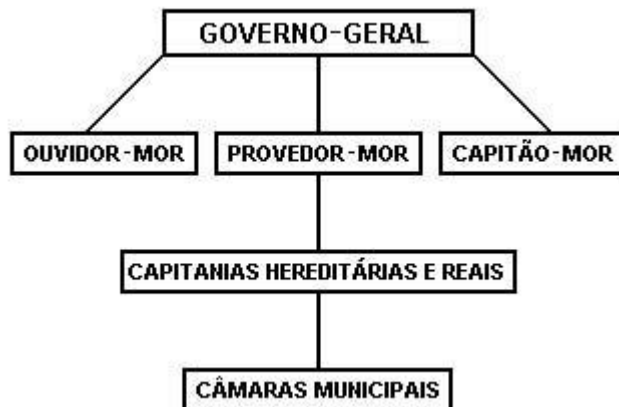 GOVERNO-GERAL
OUVIDOR-MOR
PROVEDOR-MOR
CAPITÃO-MOR
CAPITANIAS HEREDITÁRIAS E REAIS
CÂMARAS MUNICIPAIS